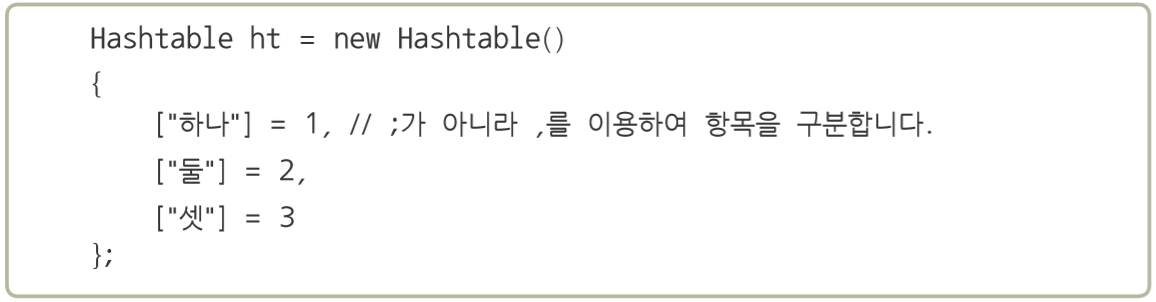 Hashtable ht = new Hashtable()
{
["하나"] = 1, // ;가 아니라 ,를 이용하여 항목을 구분합니다.
["둘"] = 2,
["셋"] = 3
};